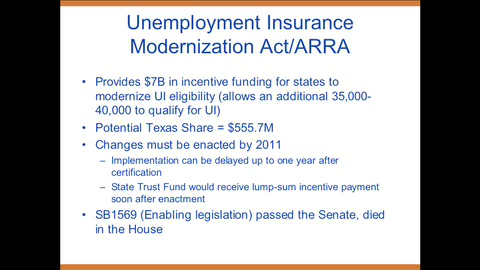 Unemployment Insurance
Modernization Act/ARRA
• Provides $7B in incentive funding for states to
modernize UI eligibility (allows an additional 35,000-
40,000 to qualify for UI)
• Potential Texas Share = $555.7M
• Changes must be enacted by 2011
– Implementation can be delayed up to one year after
certification
– State Trust Fund would receive lump-sum incentive payment
soon after enactment
• SB1569 (Enabling legislation) passed the Senate, died
in the House